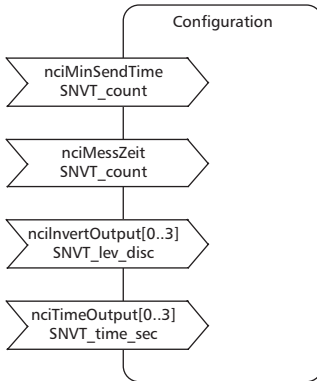 Configuration
nciMinSendTime
SNVT_count
nciMessZeit
SNVT_count
nciInvertOutput[0..3]
SNVT_lev_disc
nciTimeOutput[0..3]
SNVT_time_sec